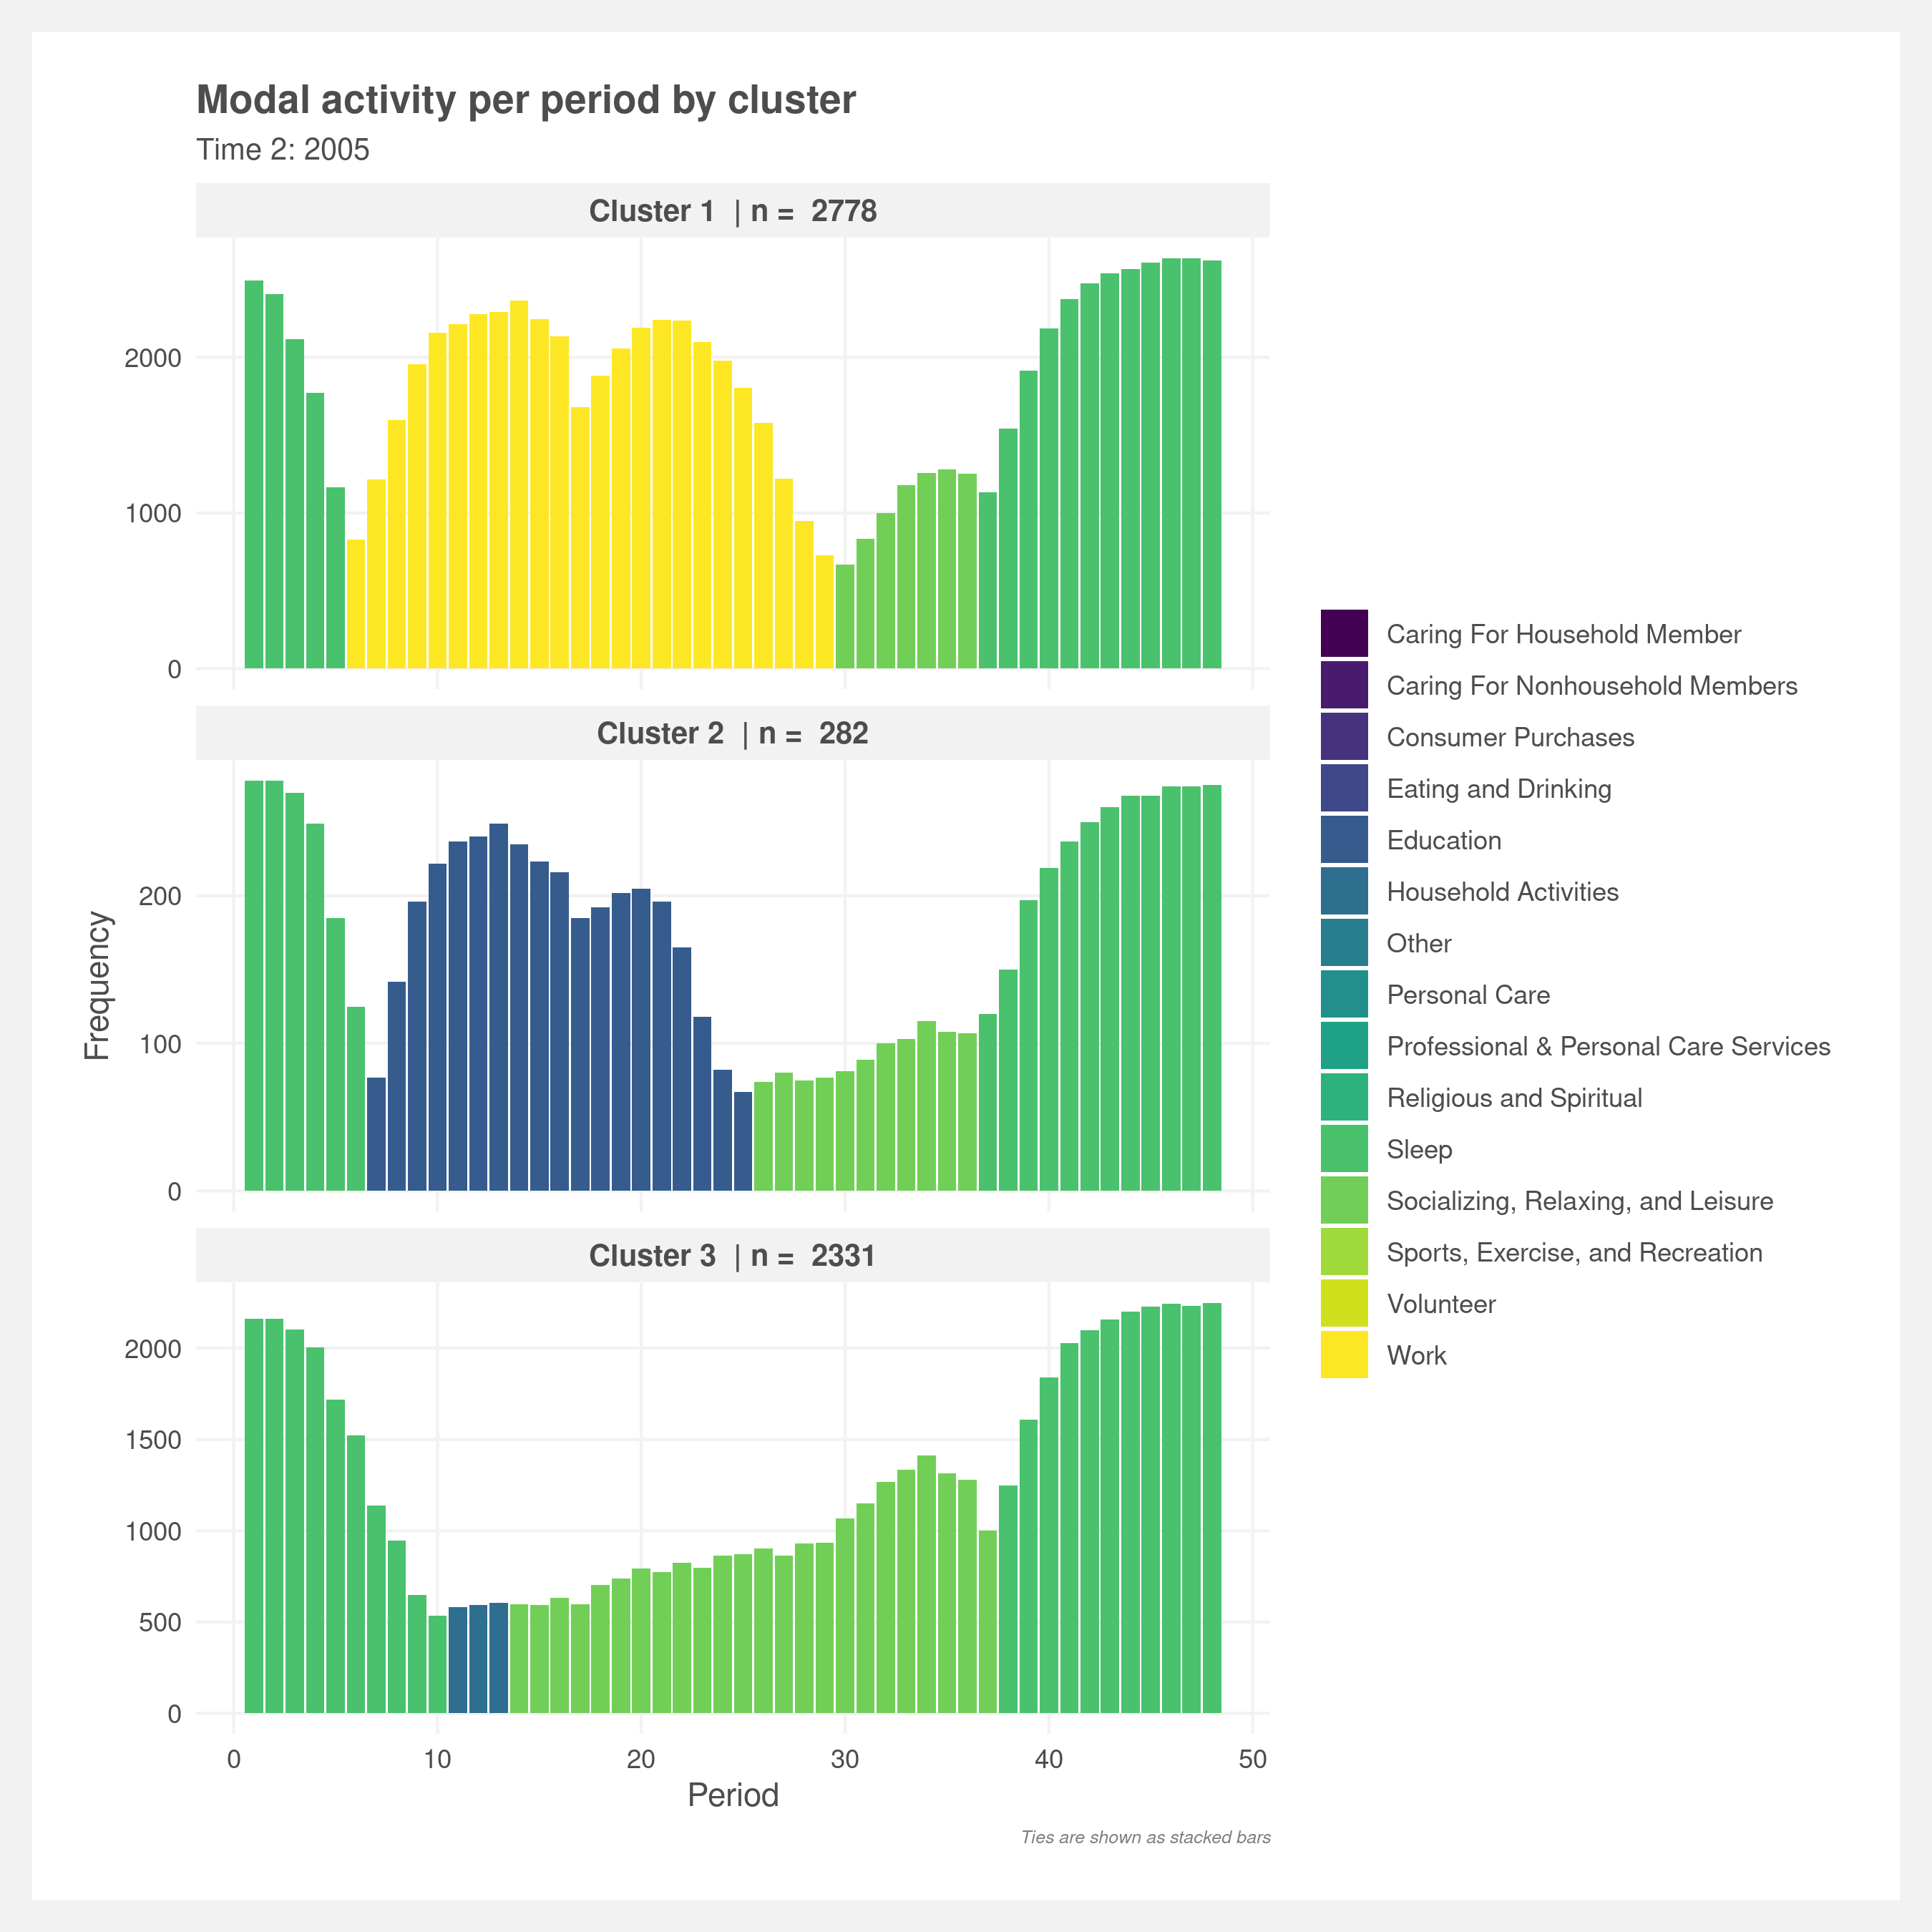 Modal activity per period by cluster
Time 2: 2005
Cluster 1 | n = 2778
2000
1000
0
Cluster 2 | n = 282
200
100
0
Cluster 3 | n = 2331
2000
1500
1000
500
0
0 10 20 30 40 50
Frequency
Period
Ties are shown as stacked bars
Caring For Household Member
Caring For Nonhousehold Members
Consumer Purchases
Eating and Drinking
Education
Household Activities
Other
Personal Care
Professional & Personal Care Services
Religious and Spiritual
Sleep
Socializing, Relaxing, and Leisure
Sports, Exercise, and Recreation
Volunteer
Work